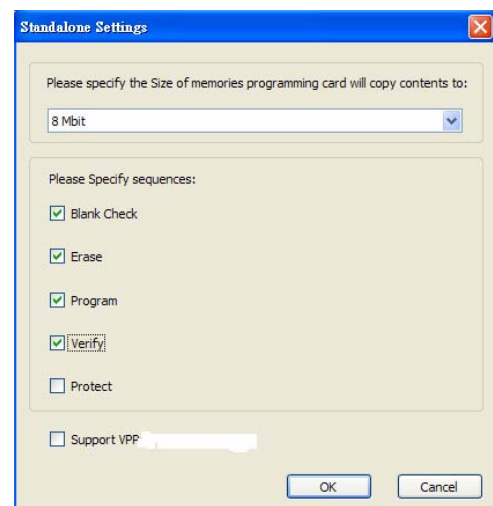 Standalone Settings
Please specify the Size of memories programming card will copy contents to:
8 Mbit
Please Specify sequences:
Blank Check
Erase
Program
Verify
Protect
Support VPP
OK Cancel